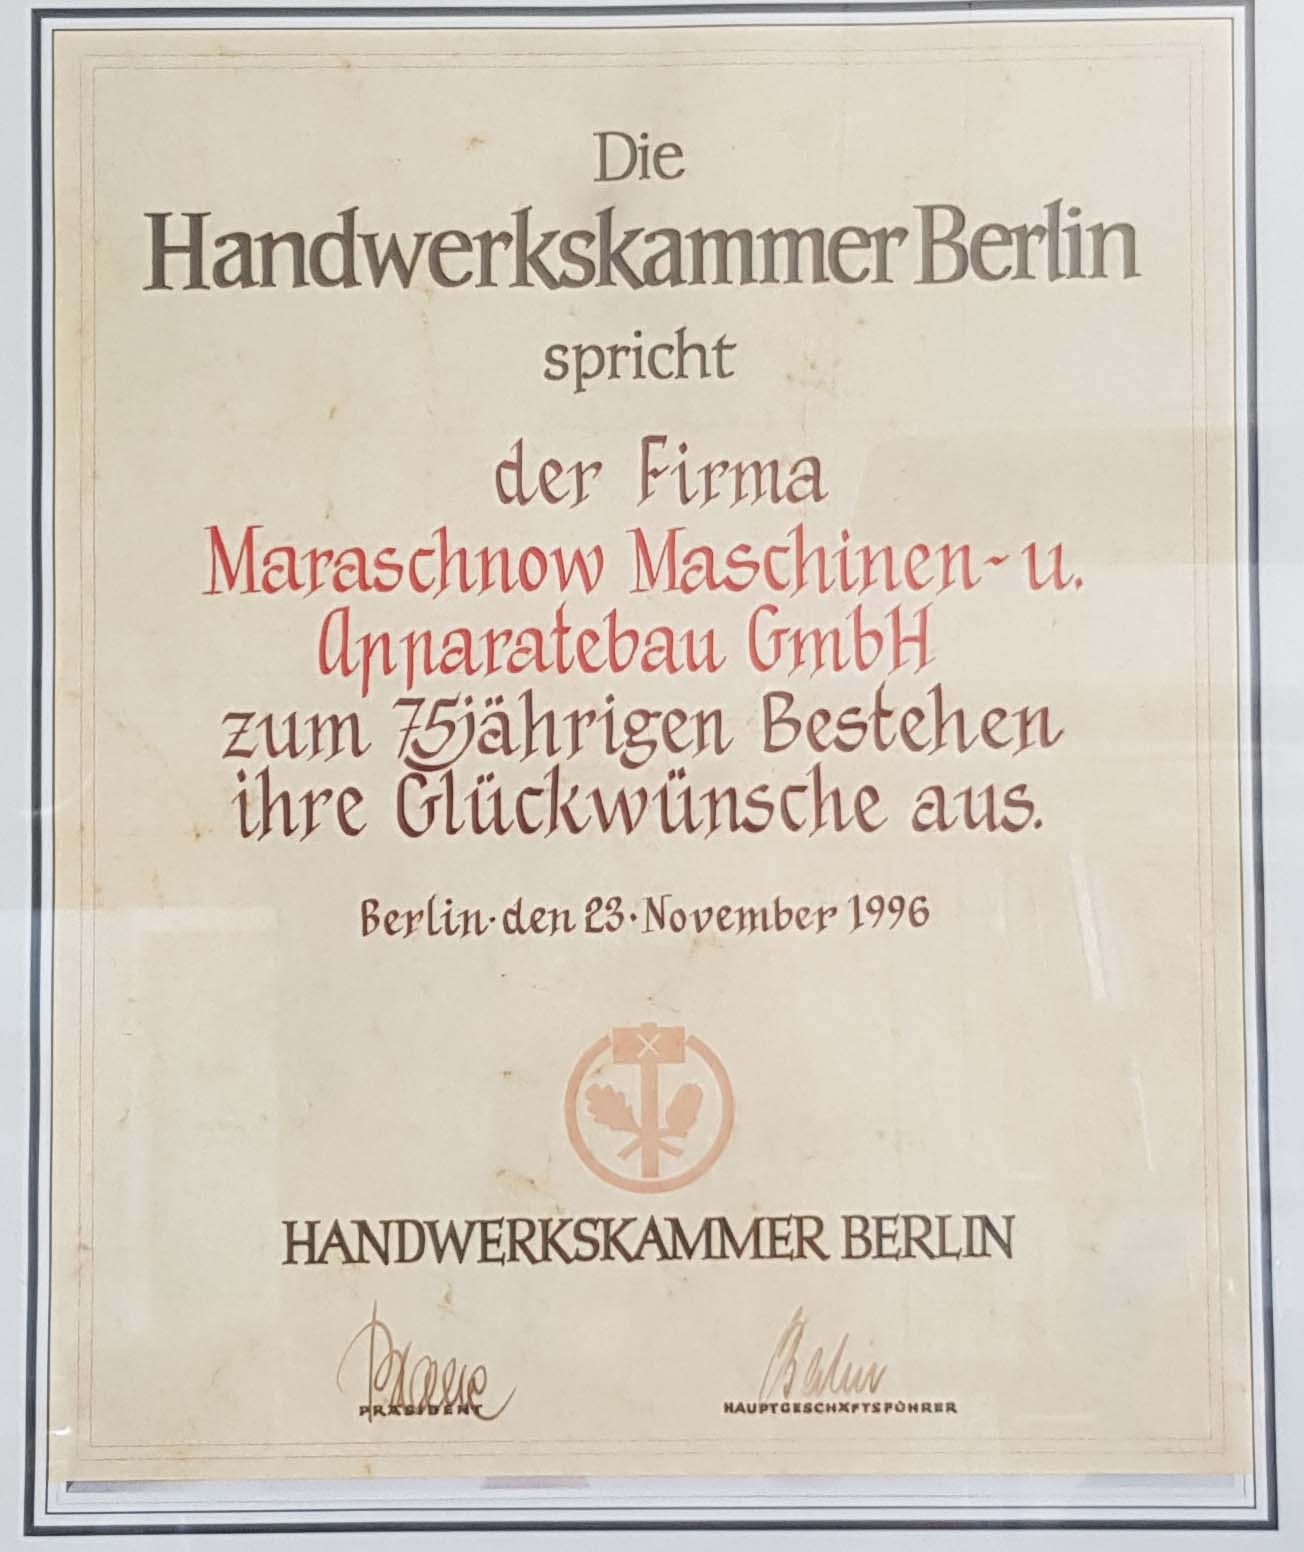 Die
Handwerkskammer Berlin
spricht
der Firma
Maraschnow Maschinen- u.
Apparatebau GmbH
zum 75jährigen Bestehen
ihre Glückwünsche aus.
Berlin·den 23·November 1996
HANDWERKSKAMMER BERLIN
PRÄSIDENT HAUPTGESCHÄFTSFÜHRER